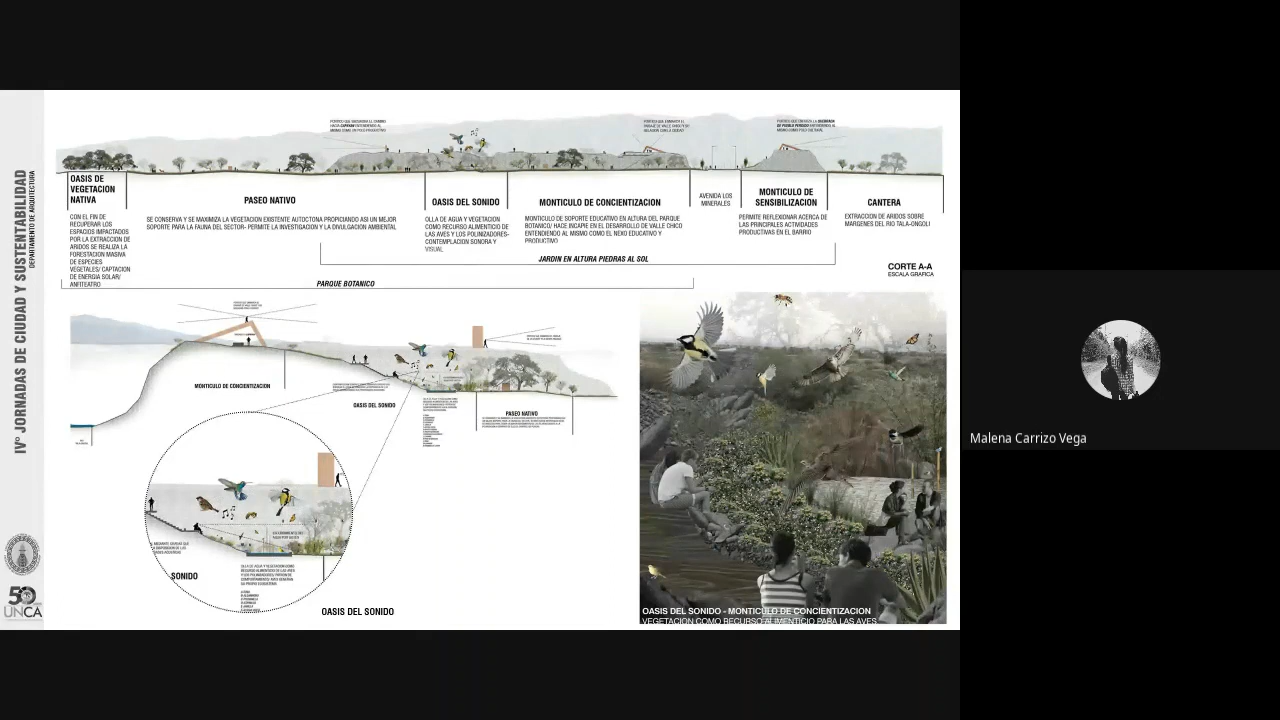 IVº JORNADAS DE CIUDAD Y SUSTENTABILIDAD
DEPARTAMENTO DE ARQUITECTURA
50
UNCA
OASIS DE
VEGETACION
NATIVA
CON EL FIN DE
RECUPERAR LOS
ESPACIOS IMPACTADOS
POR LA EXTRACCION DE
ARIDOS SE REALIZA LA
FORESTACION MASIVA
DE ESPECIES
VEGETALES/ CAPTACION
DE ENERGIA SOLAR/
ANFITEATRO
PASEO NATIVO
SE CONSERVA Y SE MAXIMIZA LA VEGETACION EXISTENTE AUTOCTONA PROPICIANDO ASI UN MEJOR
SOPORTE PARA LA FAUNA DEL SECTOR- PERMITE LA INVESTIGACION Y LA DIVULGACION AMBIENTAL
OASIS DEL SONIDO
OLLA DE AGUA Y VEGETACION
COMO RECURSO ALIMENTICIO DE
LAS AVES Y LOS POLINIZADORES-
CONTEMPLACION SONORA Y
VISUAL
MONTICULO DE CONCIENTIZACION
MONTICULO DE SOPORTE EDUCATIVO EN ALTURA DEL PARQUE
BOTANICO/ HACE INCAPIE EN EL DESARROLLO DE VALLE CHICO
ENTENDIENDO AL MISMO COMO EL NEXO EDUCATIVO Y
PRODUCTIVO
AVENIDA LOS
MINERALES
MONTICULO DE
SENSIBILIZACION
PERMITE REFLEXIONAR ACERCA DE
LAS PRINCIPALES ACTIVIDADES
PRODUCTIVAS EN EL BARRIO
CANTERA
EXTRACCION DE ARIDOS SOBRE
MARGENES DEL RIO TALA-ONGOLI
JARDIN EN ALTURA PIEDRAS AL SOL
CORTE A-A
ESCALA GRAFICA
PARQUE BOTANICO
MONTICULO DE CONCIENTIZACION
OASIS DEL SONIDO
PASEO NATIVO
SONIDO
OASIS DEL SONIDO
OASIS DEL SONIDO - MONTICULO DE CONCIENTIZACION
VEGETACION COMO RECURSO ALIMENTICIO PARA LAS AVES
Malena Carrizo Vega